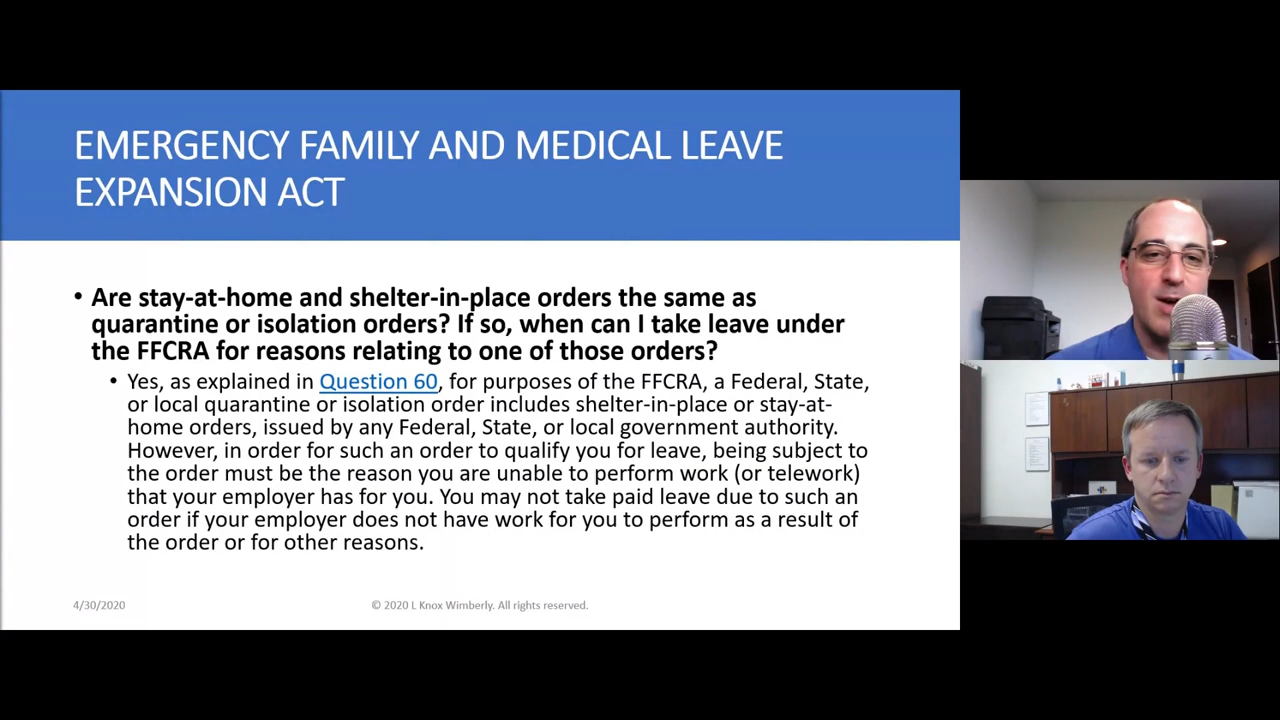 EMERGENCY FAMILY AND MEDICAL LEAVE
EXPANSION ACT
• Are stay-at-home and shelter-in-place orders the same as
quarantine or isolation orders? If so, when can I take leave under
the FFCRA for reasons relating to one of those orders?
• Yes, as explained in Question 60, for purposes of the FFCRA, a Federal, State,
or local quarantine or isolation order includes shelter-in-place or stay-at-
home orders, issued by any Federal, State, or local government authority.
However, in order for such an order to qualify you for leave, being subject to
the order must be the reason you are unable to perform work (or telework)
that your employer has for you. You may not take paid leave due to such an
order if your employer does not have work for you to perform as a result of
the order or for other reasons.
4/30/2020
© 2020 L Knox Wimberly. All rights reserved.